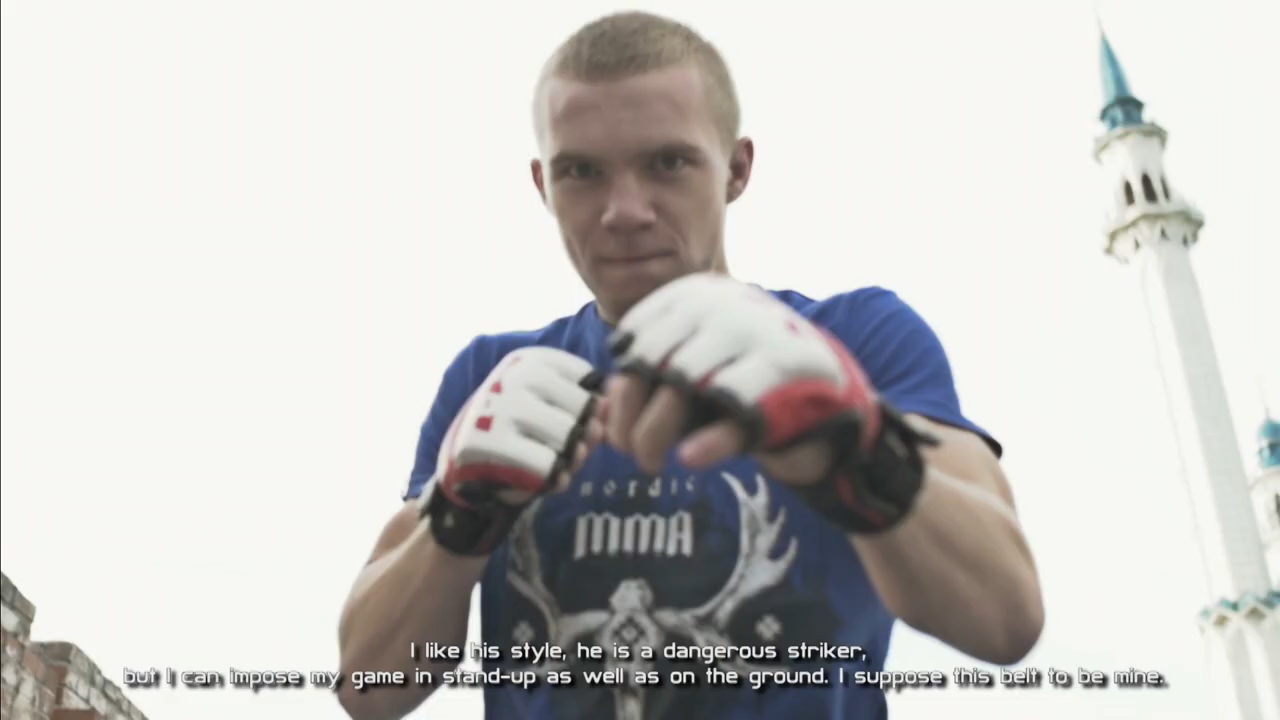 nordic
MMA
I like his style, he is a dangerous striker,
but I can impose my game in stand-up as well as on the ground. I suppose this belt to be mine.